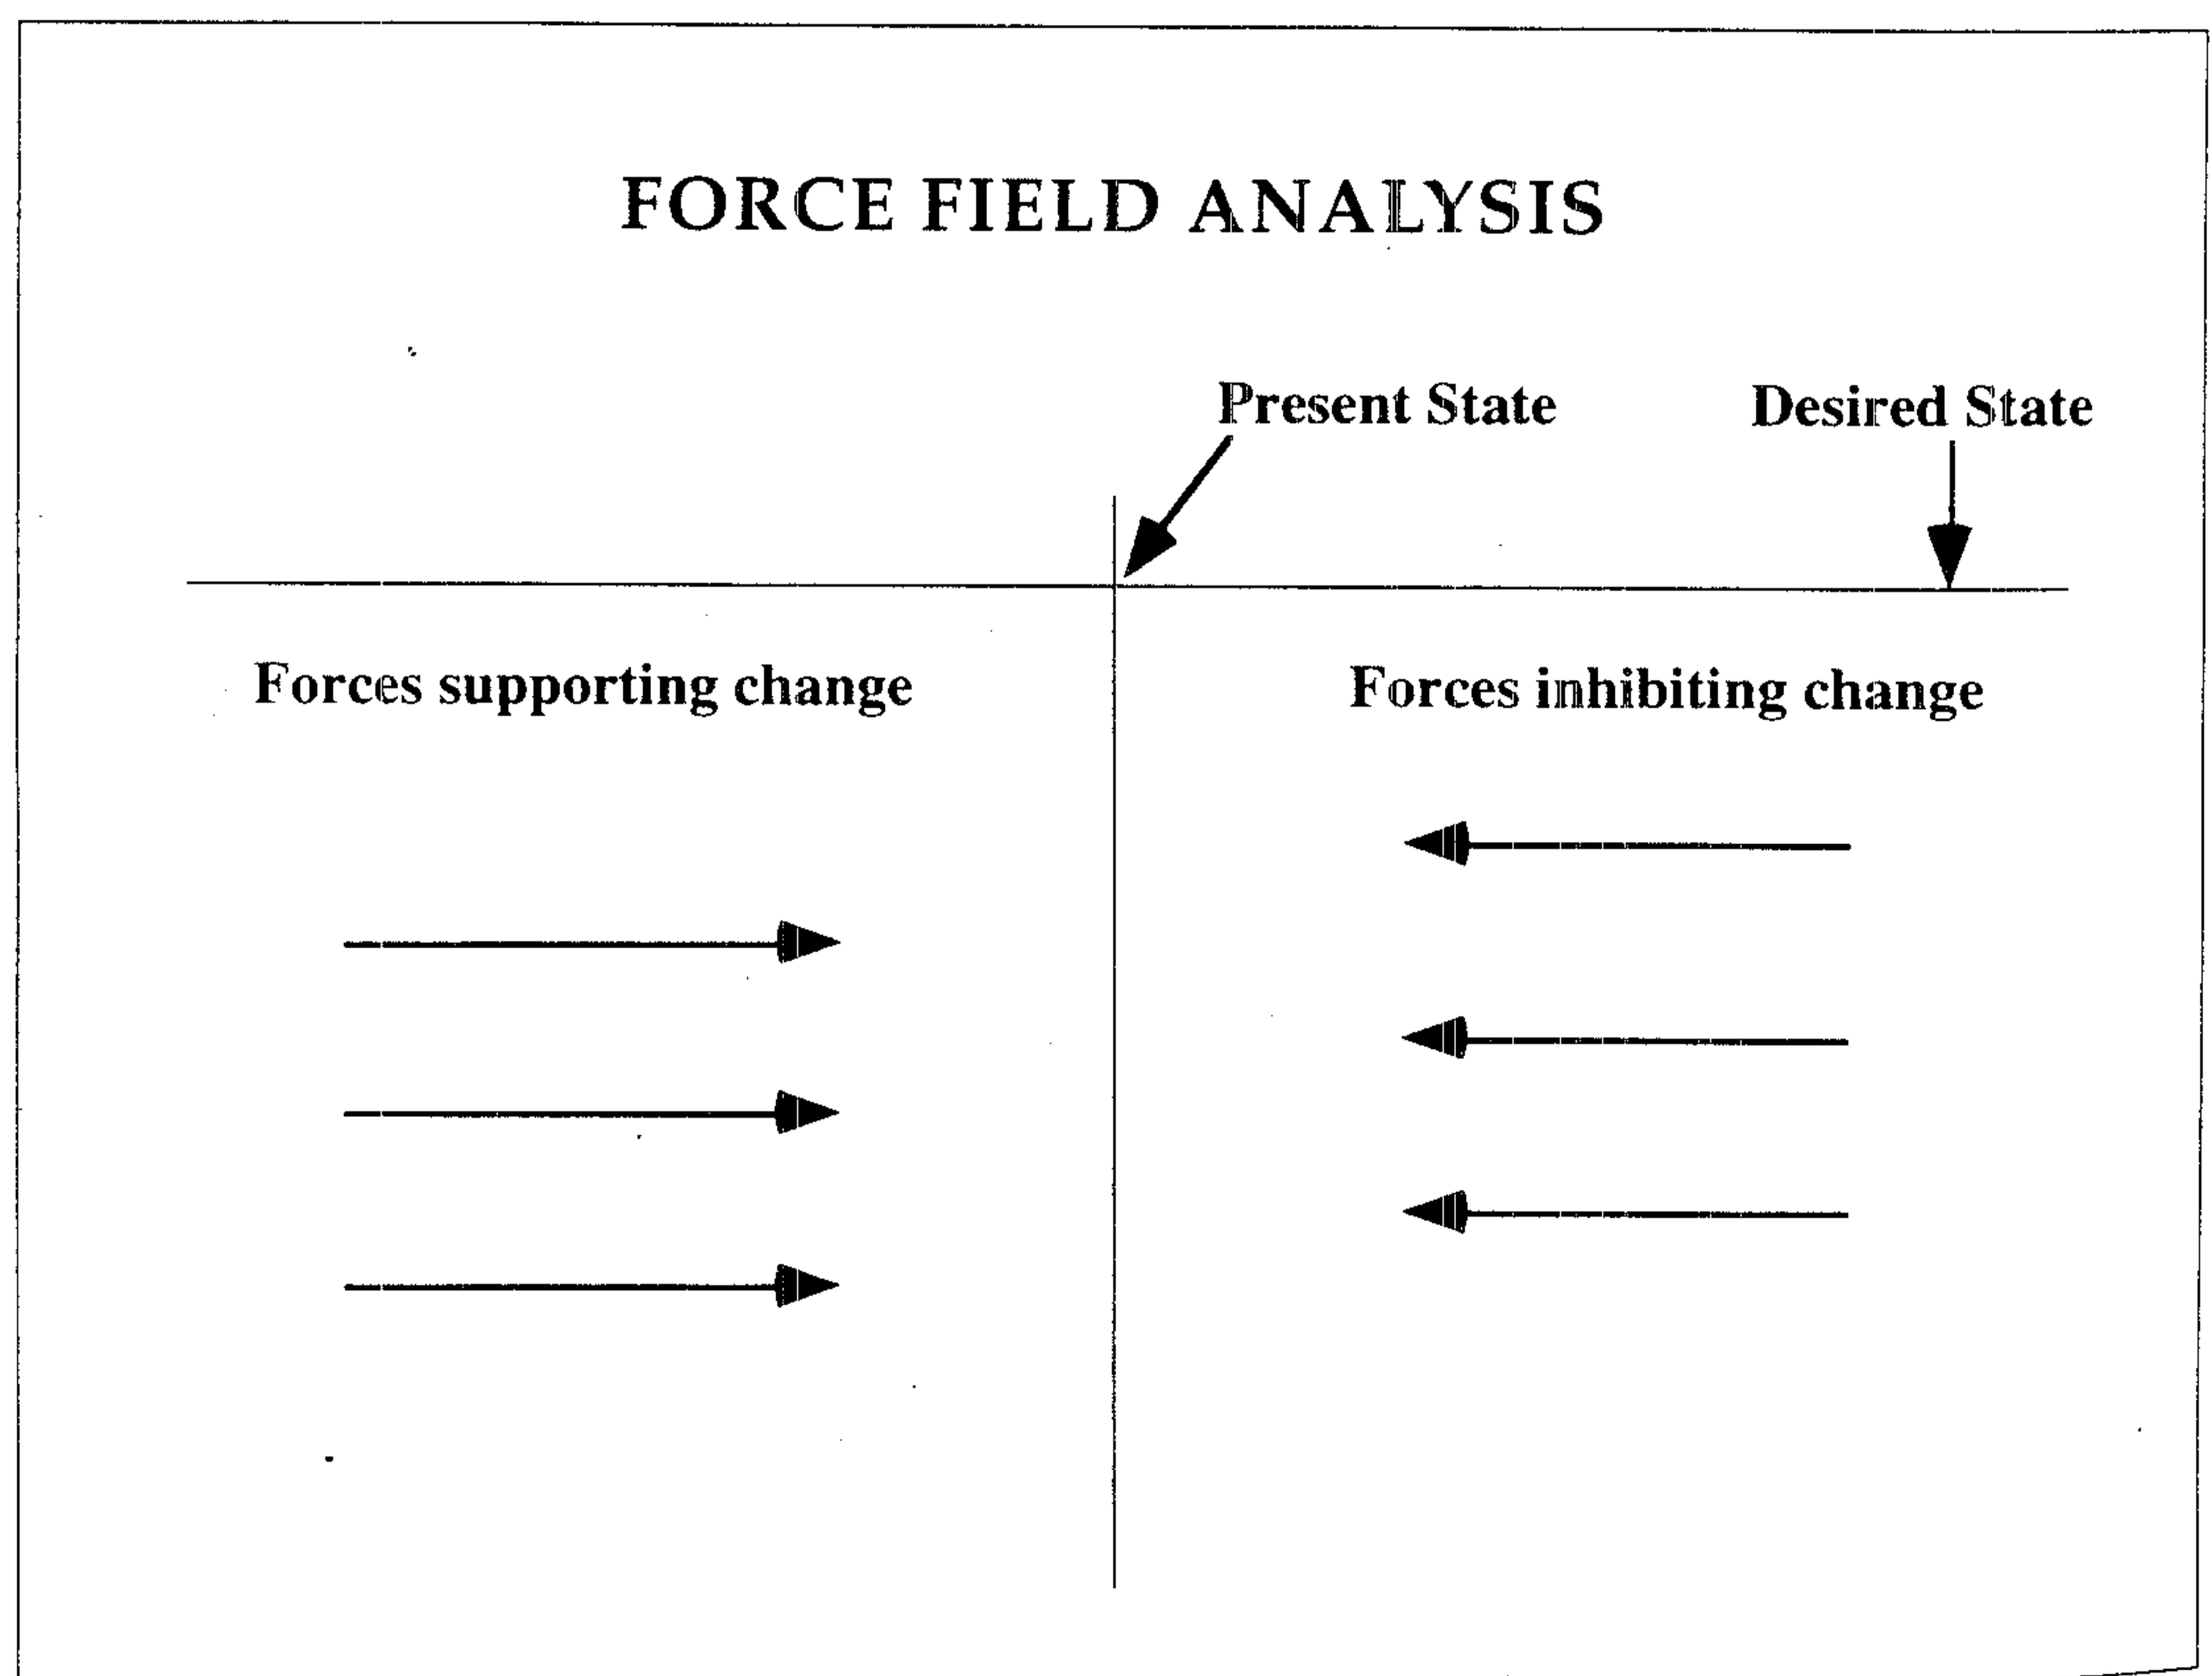 FORCE FIELD ANALYSIS
Present State
Desired State
Forces supporting change
Forces inhibiting change